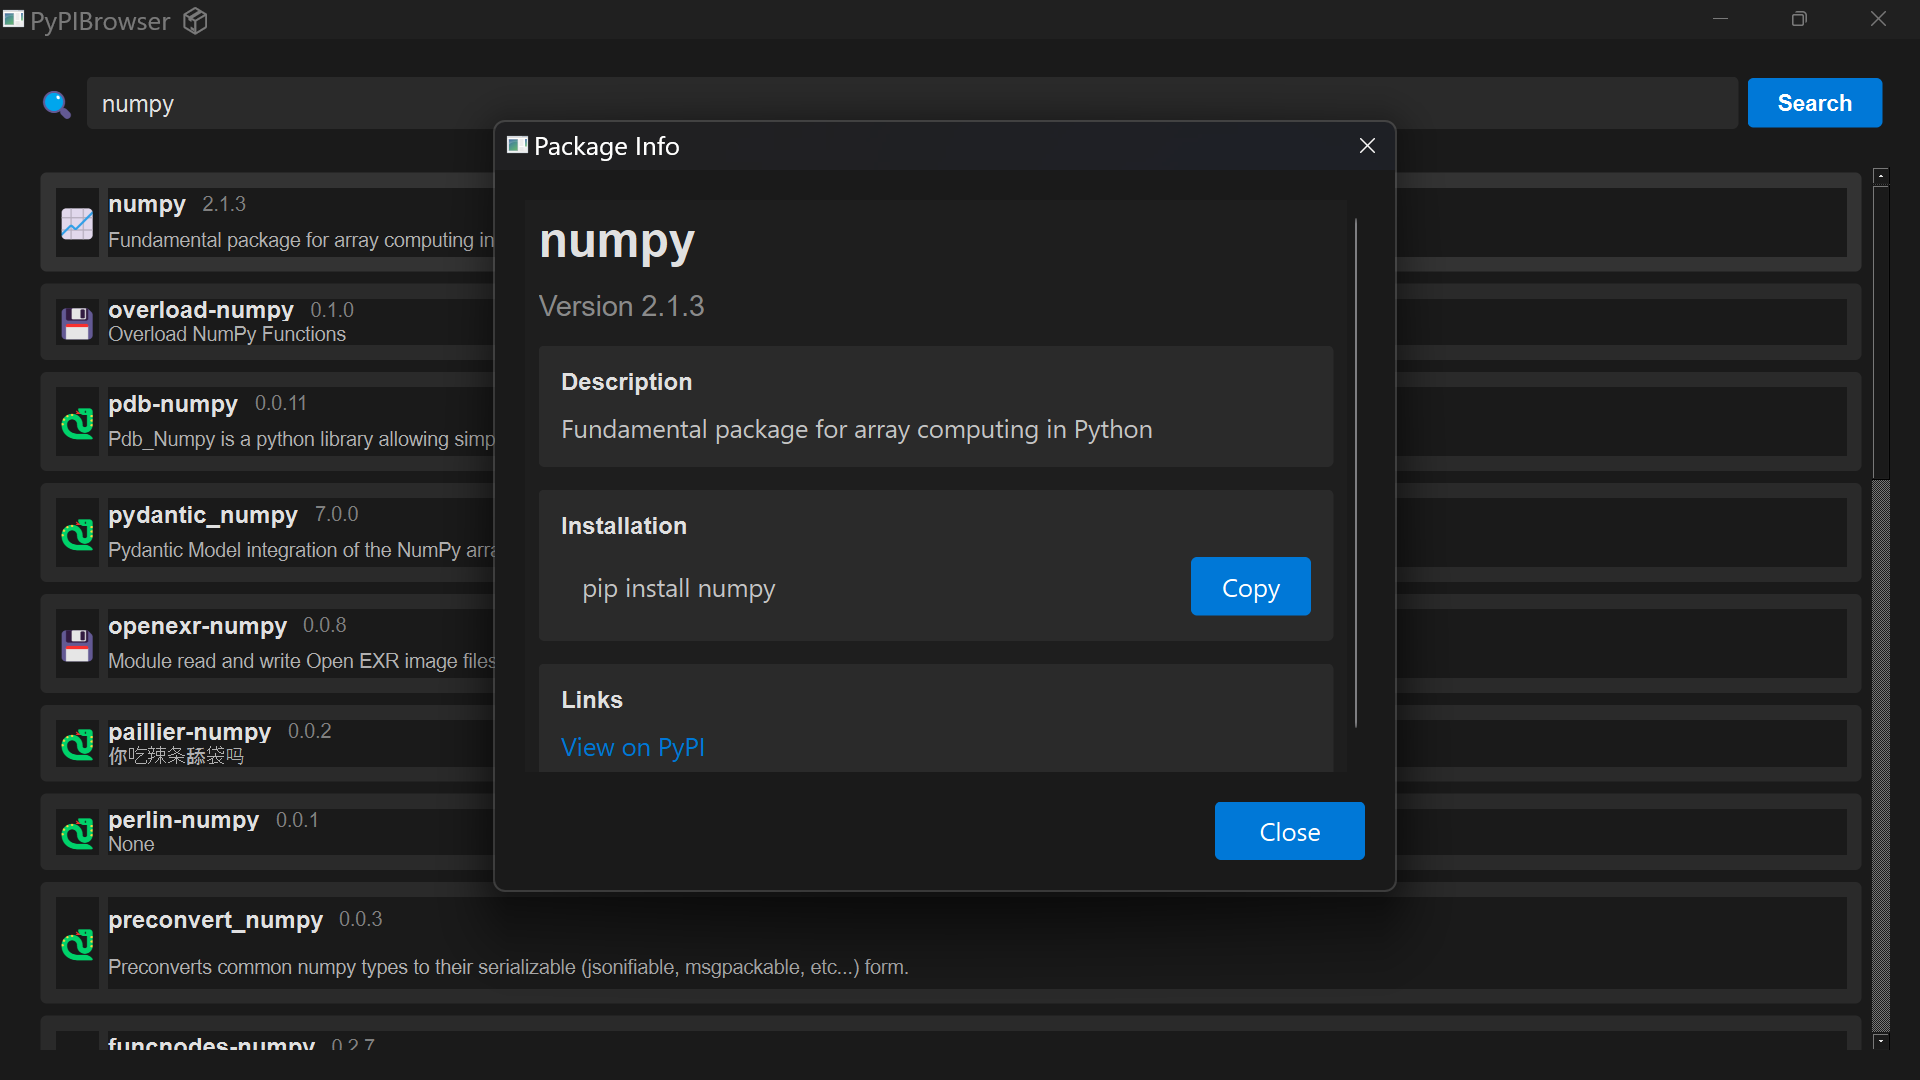 PyPIBrowser
numpy
Search
numpy 2.1.3
Fundamental package for array computing in
overload-numpy 0.1.0
Overload NumPy Functions
pdb-numpy 0.0.11
Pdb_Numpy is a python library allowing simp
pydantic_numpy 7.0.0
Pydantic Model integration of the NumPy arra
openexr-numpy 0.0.8
Module read and write Open EXR image files
paillier-numpy 0.0.2
你吃辣条舔袋吗
perlin-numpy 0.0.1
None
preconvert_numpy 0.0.3
Preconverts common numpy types to their serializable (jsonifiable, msgpackable, etc...) form.
funcnodes-numpy 0.2.7
Package Info
numpy
Version 2.1.3
Description
Fundamental package for array computing in Python
Installation
pip install numpy
Copy
Links
View on PyPI
Close